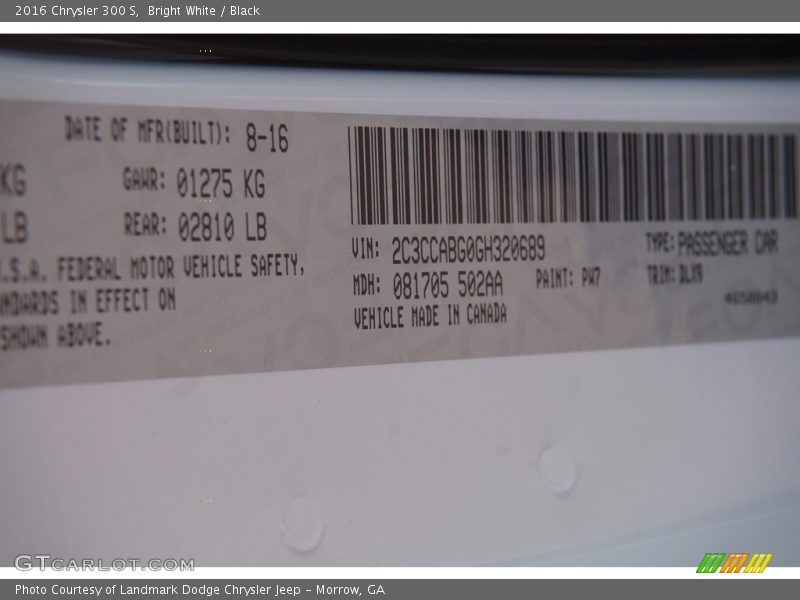 2016 Chrysler 300 S, Bright White / Black
DATE OF MFR(BUILT): 8-16
KG GAWR: 01275 KG
LB REAR: 02810 LB
U.S.A. FEDERAL MOTOR VEHICLE SAFETY,
NDARDS IN EFFECT ON
SHOWN ABOVE.
VIN: 2C3CCABG0GH320689 TYPE: PASSENGER CAR
MDH: 081705 502AA PAINT: PW7 TRIM: DLX9
VEHICLE MADE IN CANADA
GTCARLOT.COM
Photo Courtesy of Landmark Dodge Chrysler Jeep – Morrow, GA